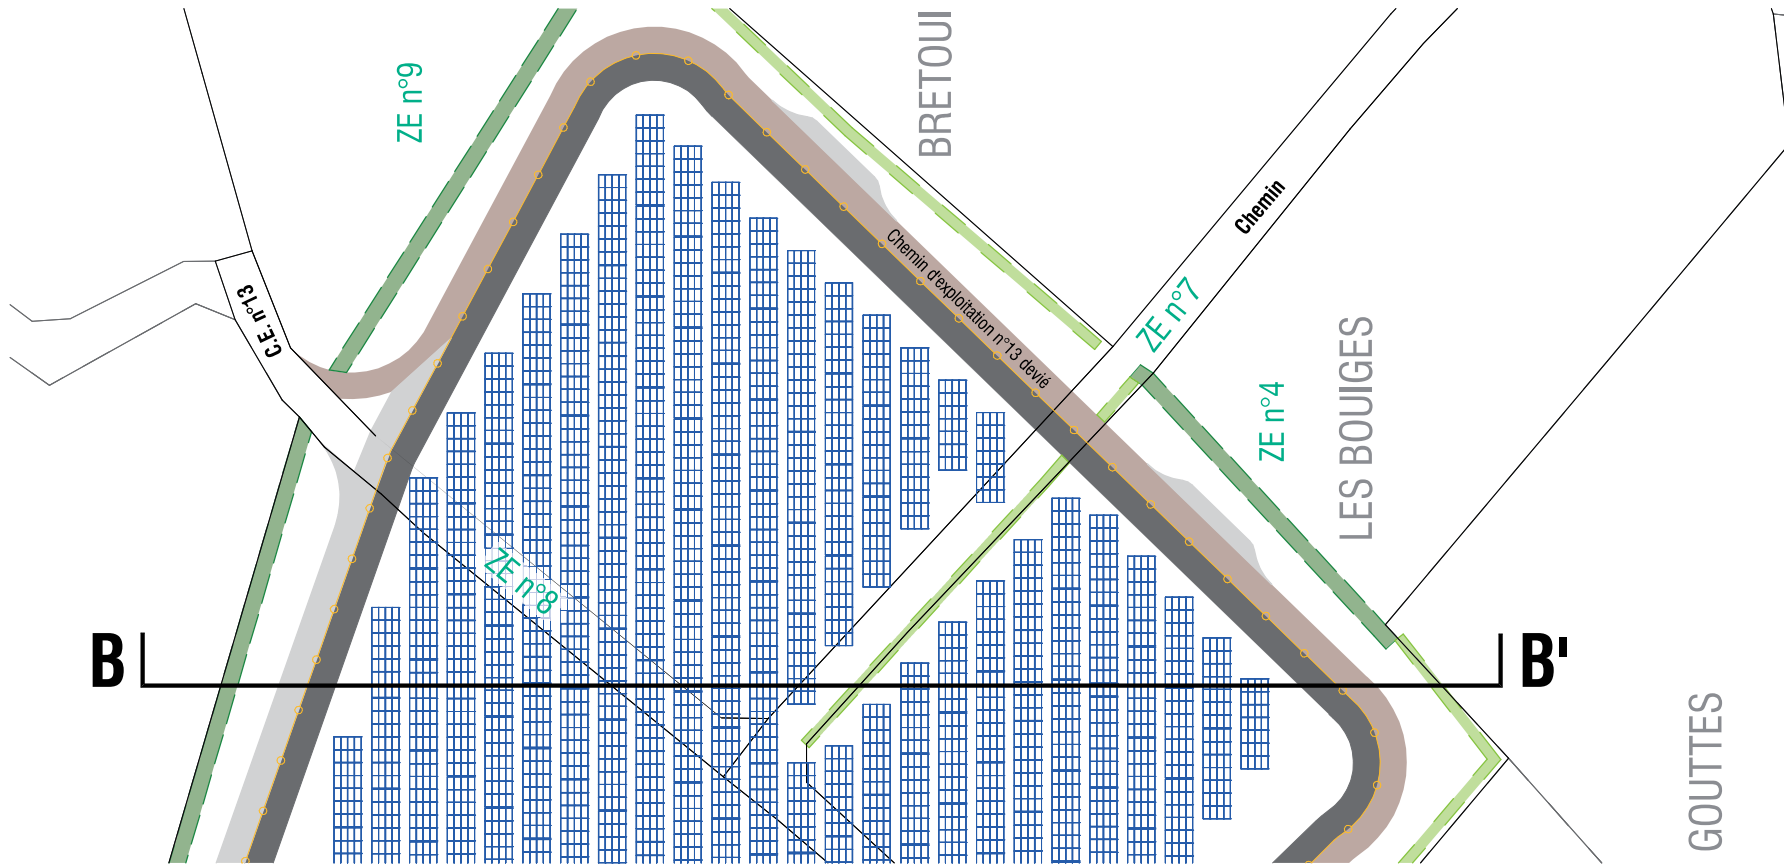 BRETOUI
ZE n°9
Chemin
C.E. n°13
Chemin d'exploitation n°13 devié
ZE n°7
ZE n°4
LES BOUIGES
ZE n°8
B
B'
GOUTTES